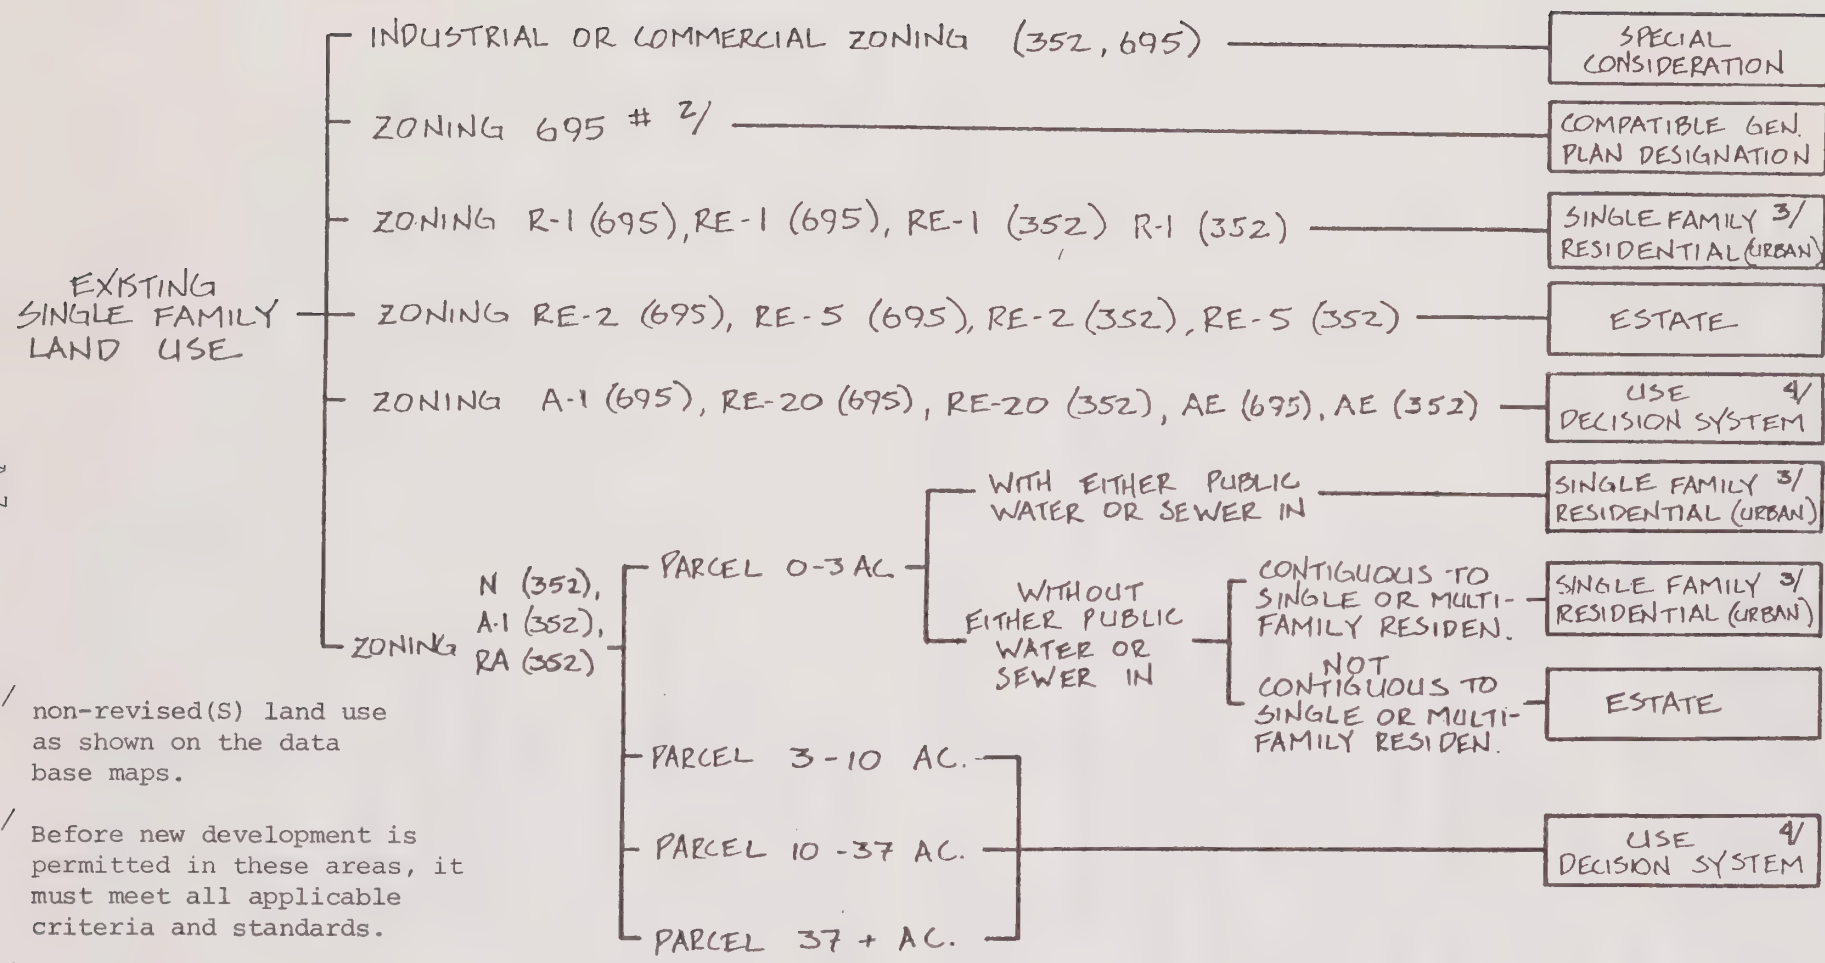 INDUSTRIAL OR COMMERCIAL ZONING (352, 695)
SPECIAL
CONSIDERATION
ZONING 695 # 2/
COMPATIBLE GEN.
PLAN DESIGNATION
ZONING R-1 (695), RE-1 (695), RE-1 (352) R-1 (352)
SINGLE FAMILY 3/
RESIDENTIAL (URBAN)
EXISTING
SINGLE FAMILY
LAND USE
ZONING RE-2 (695), RE-5 (695), RE-2 (352), RE-5 (352)
ESTATE
ZONING A-1 (695), RE-20 (695), RE-20 (352), AE (695), AE (352)
USE 4/
DECISION SYSTEM
ZONING
N (352),
A-1 (352),
RA (352)
PARCEL 0-3 AC.
WITH EITHER PUBLIC
WATER OR SEWER IN
SINGLE FAMILY 3/
RESIDENTIAL (URBAN)
WITHOUT
EITHER PUBLIC
WATER OR
SEWER IN
CONTIGUOUS TO
SINGLE OR MULTI-
FAMILY RESIDEN.
SINGLE FAMILY 3/
RESIDENTIAL (URBAN)
NOT
CONTIGUOUS TO
SINGLE OR MULTI-
FAMILY RESIDEN.
ESTATE
PARCEL 3-10 AC.
PARCEL 10-37 AC.
PARCEL 37 + AC.
USE 4/
DECISION SYSTEM
/ non-revised(S) land use
as shown on the data
base maps.
/ Before new development is
permitted in these areas, it
must meet all applicable
criteria and standards.